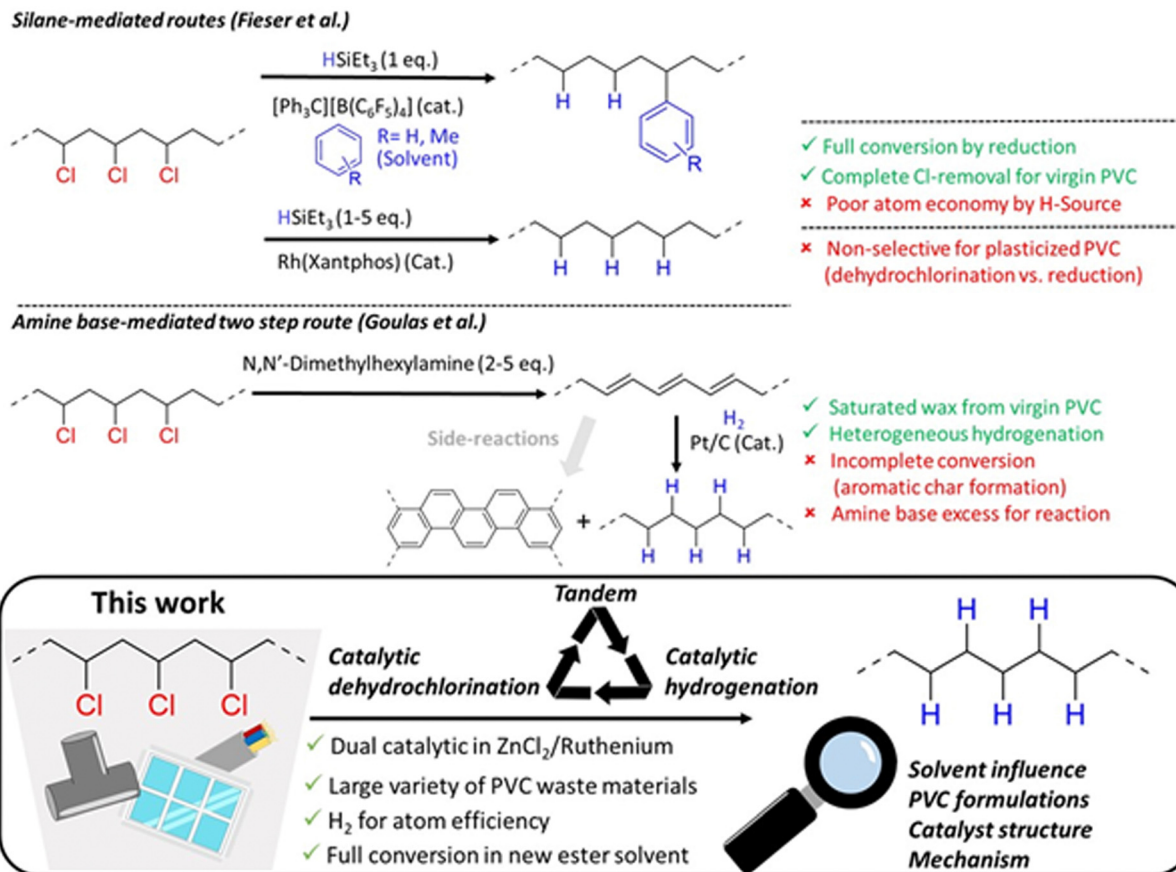 Silane-mediated routes (Fieser et al.)
Cl Cl Cl
HSiEt₃ (1 eq.)
[Ph₃C][B(C₆F₅)₄] (cat.)
R= H, Me
(Solvent)
R
H H
R
HSiEt₃ (1-5 eq.)
Rh(Xantphos) (Cat.)
H H H
✓ Full conversion by reduction
✓ Complete Cl-removal for virgin PVC
× Poor atom economy by H-Source
× Non-selective for plasticized PVC
(dehydrochlorination vs. reduction)
Amine base-mediated two step route (Goulas et al.)
Cl Cl Cl
N,N’-Dimethylhexylamine (2-5 eq.)
Side-reactions
H₂
Pt/C (Cat.)
+
H H
H H H
✓ Saturated wax from virgin PVC
✓ Heterogeneous hydrogenation
× Incomplete conversion
(aromatic char formation)
× Amine base excess for reaction
This work
Cl Cl Cl
Tandem
Catalytic
dehydrochlorination
Catalytic
hydrogenation
✓ Dual catalytic in ZnCl₂/Ruthenium
✓ Large variety of PVC waste materials
✓ H₂ for atom efficiency
✓ Full conversion in new ester solvent
H H
H H H
Solvent influence
PVC formulations
Catalyst structure
Mechanism